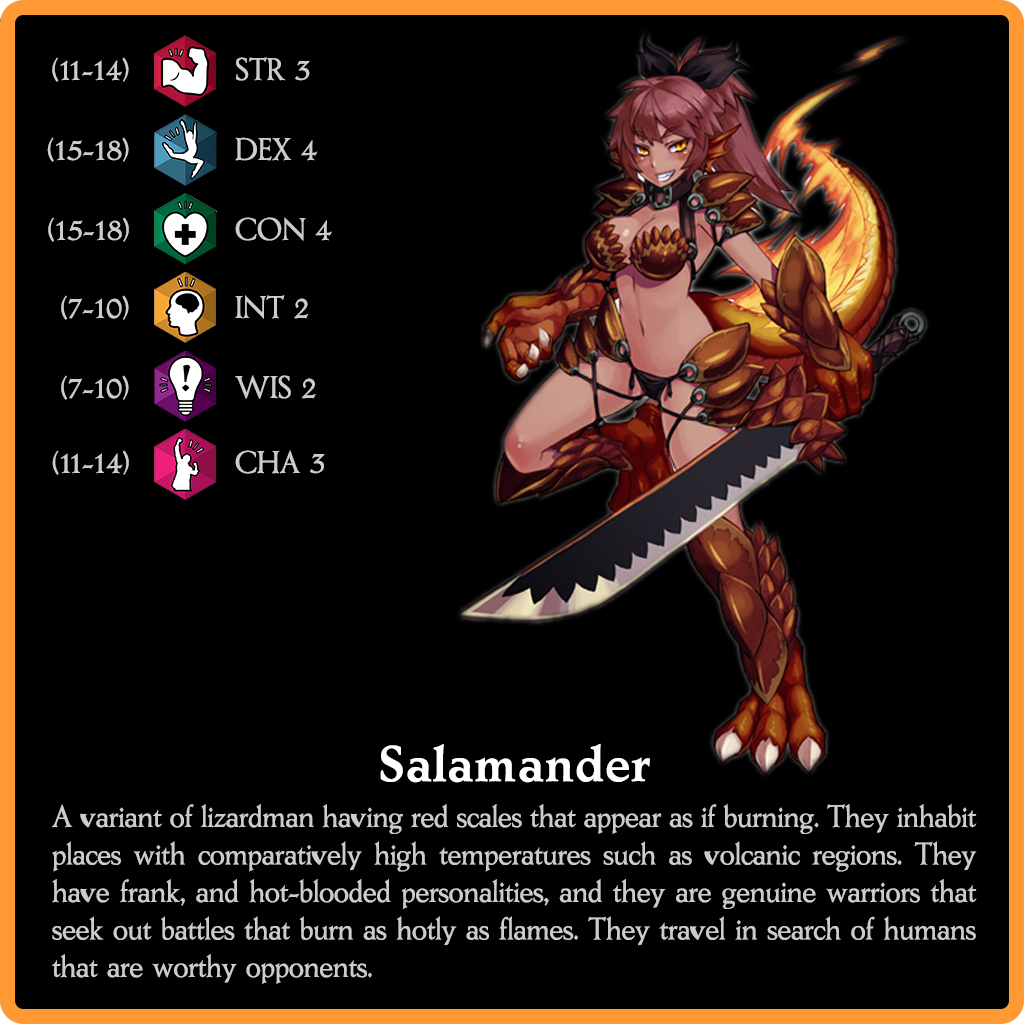 (11-14) STR 3
(15-18) DEX 4
(15-18) CON 4
(7-10) INT 2
(7-10) WIS 2
(11-14) CHA 3
Salamander
A variant of lizardman having red scales that appear as if burning. They inhabit
places with comparatively high temperatures such as volcanic regions. They
have frank, and hot-blooded personalities, and they are genuine warriors that
seek out battles that burn as hotly as flames. They travel in search of humans
that are worthy opponents.